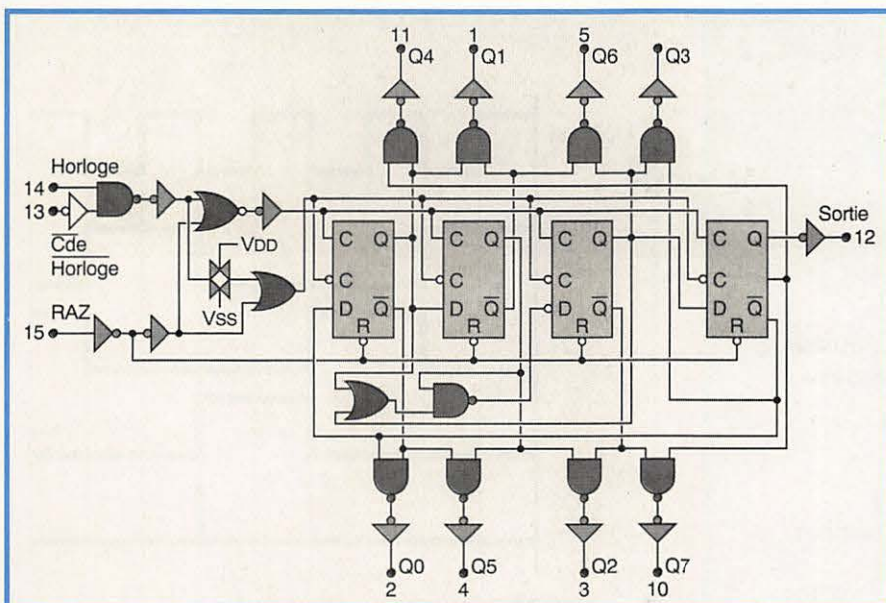 11 1 5
Q4 Q1 Q6 Q3
Horloge
14
13
Cde
Horloge
VDD
VSS
RAZ
15
C Q C Q C Q C Q
C Q C Q C Q C Q
D D D D
R R R R
Sortie
12
Q0 Q5 Q2 Q7
2 4 3 10